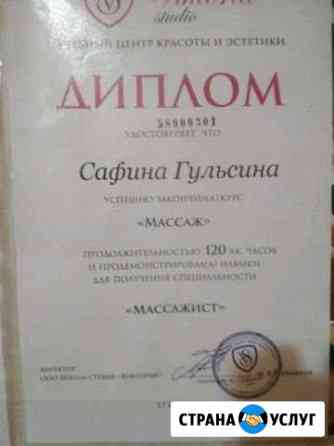 studio
УЧЕБНЫЙ ЦЕНТР КРАСОТЫ И ЭСТЕТИКИ
ДИПЛОМ
УДОСТОВЕРЯЕТ, ЧТО
Сафина Гульсина
УСПЕШНО ЗАКОНЧИЛ(А) КУРС
«МАССАЖ»
ПРОДОЛЖИТЕЛЬНОСТЬЮ 120 АК. ЧАСОВ
И ПРОДЕМОНСТРИРОВАЛ(А) НАВЫКИ
ДЛЯ ПОЛУЧЕНИЯ СПЕЦИАЛЬНОСТИ
«МАССАЖИСТ»
ДИРЕКТОР
СТРАНА УСЛУГ